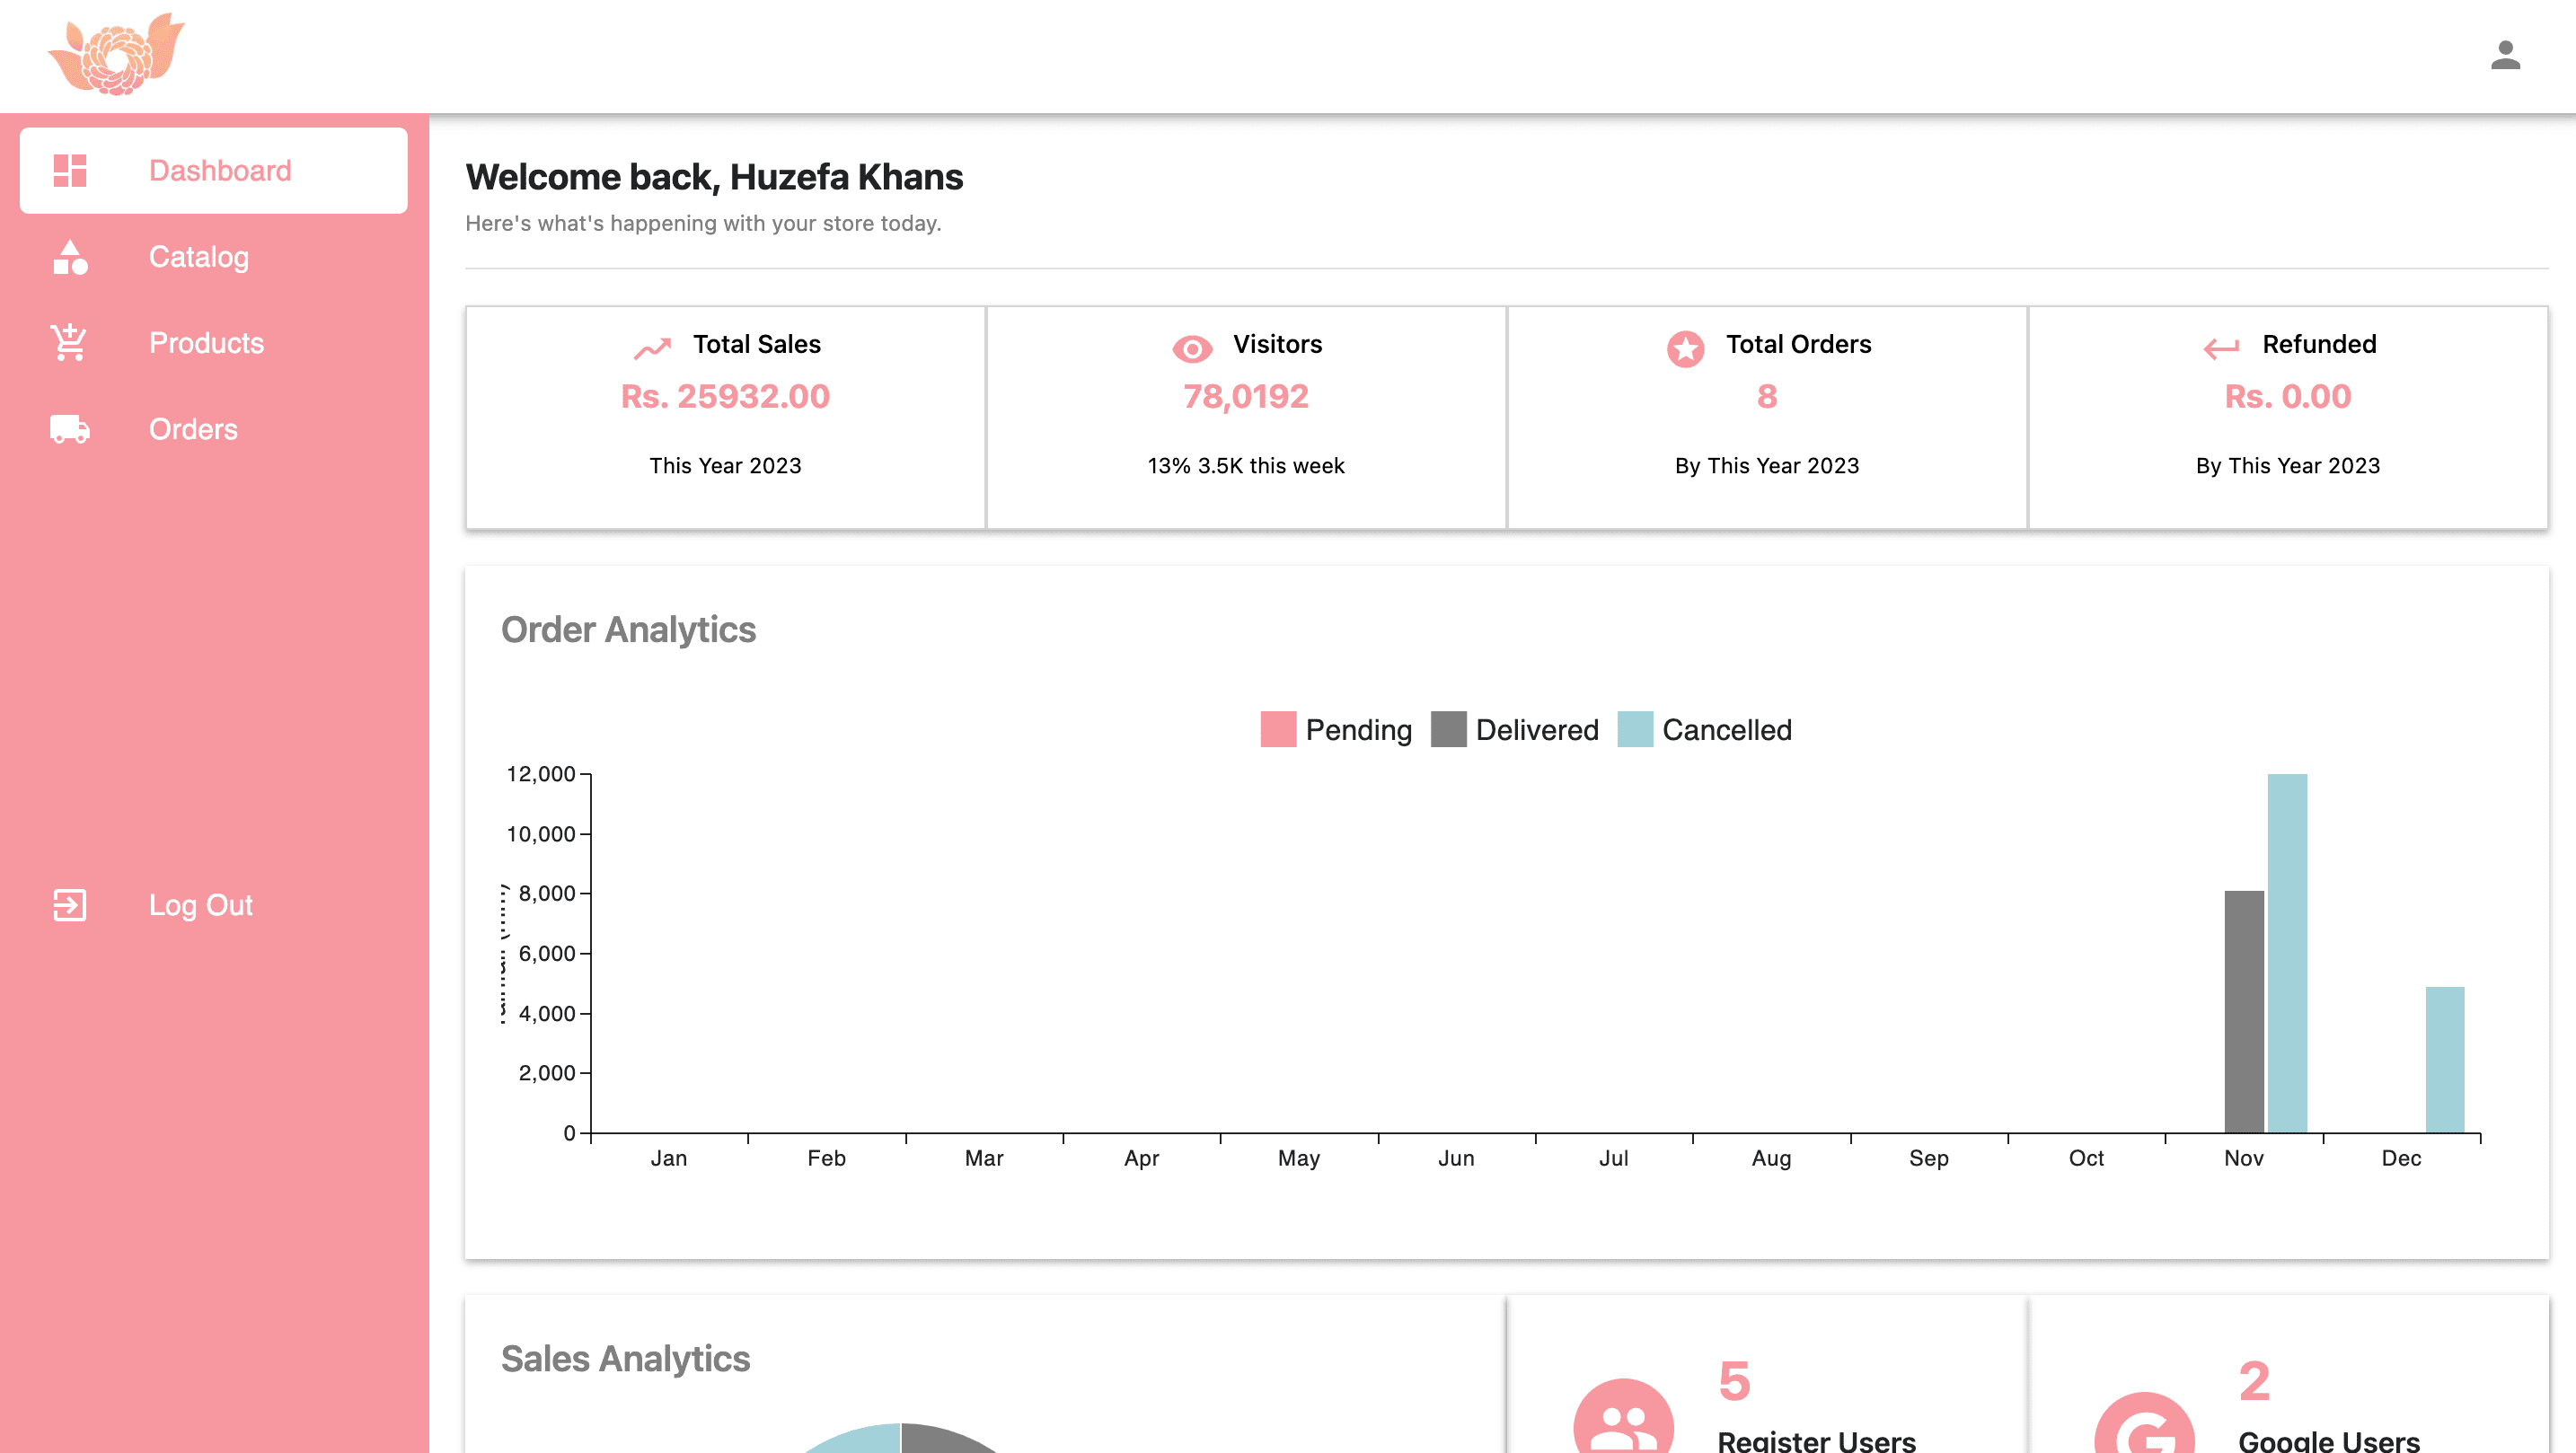 Dashboard
Catalog
Products
Orders
Log Out
Welcome back, Huzefa Khans
Here's what's happening with your store today.
Total Sales
Rs. 25932.00
This Year 2023
Visitors
78,0192
13% 3.5K this week
Total Orders
8
By This Year 2023
Refunded
Rs. 0.00
By This Year 2023
Order Analytics
Pending Delivered Cancelled
12,000
10,000
8,000
6,000
4,000
2,000
0
Jan Feb Mar Apr May Jun Jul Aug Sep Oct Nov Dec
Sales Analytics
5
Register Users
2
Google Users